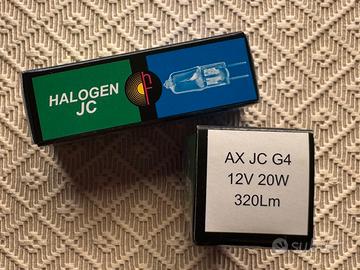 HALOGEN
JC
AX JC G4
12V 20W
320Lm